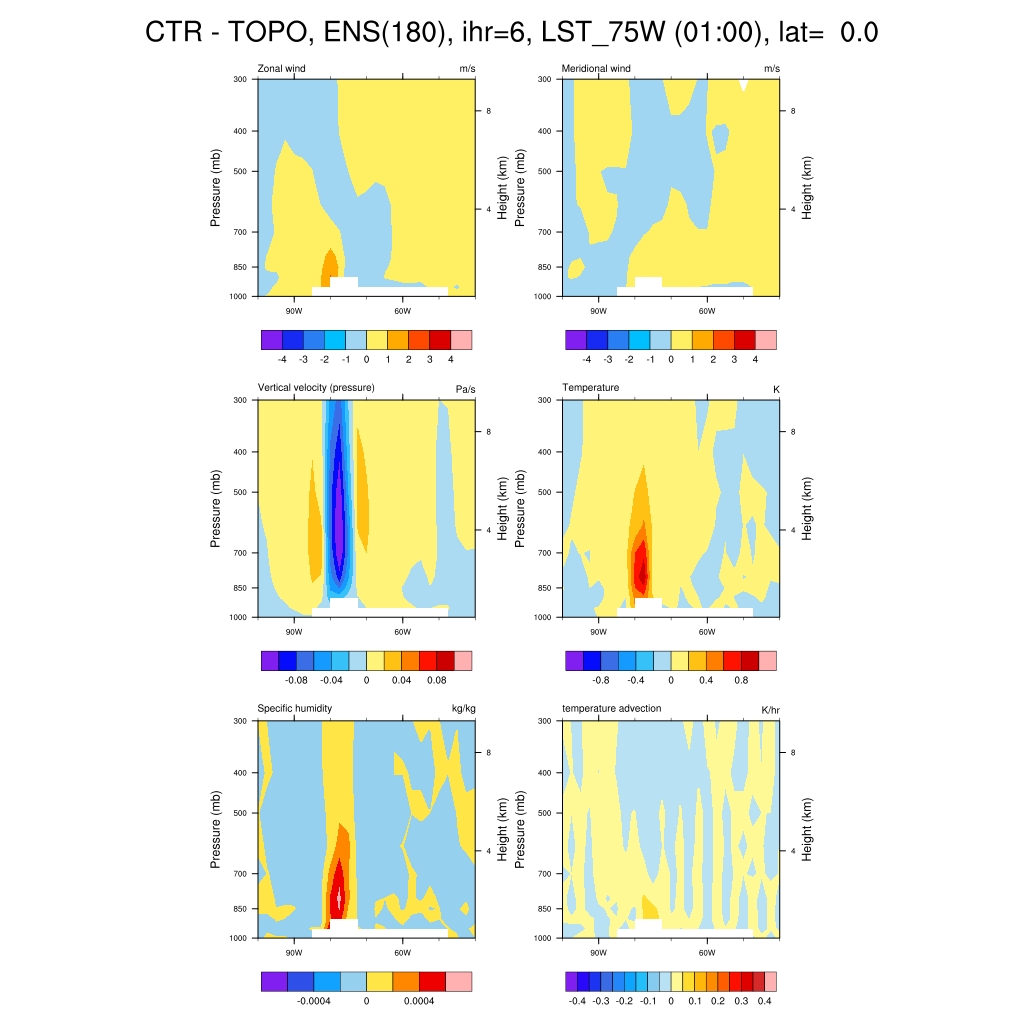 CTR - TOPO, ENS(180), ihr=6, LST_75W (01:00), lat= 0.0
Zonal wind m/s
Pressure (mb)
Height (km)
300
400
500
700
850
1000
8
4
90W 60W
-4 -3 -2 -1 0 1 2 3 4
Meridional wind m/s
Pressure (mb)
Height (km)
300
400
500
700
850
1000
8
4
90W 60W
-4 -3 -2 -1 0 1 2 3 4
Vertical velocity (pressure) Pa/s
Pressure (mb)
Height (km)
300
400
500
700
850
1000
8
4
90W 60W
-0.08 -0.04 0 0.04 0.08
Temperature K
Pressure (mb)
Height (km)
300
400
500
700
850
1000
8
4
90W 60W
-0.8 -0.4 0 0.4 0.8
Specific humidity kg/kg
Pressure (mb)
Height (km)
300
400
500
700
850
1000
8
4
90W 60W
-0.0004 0 0.0004
temperature advection K/hr
Pressure (mb)
Height (km)
300
400
500
700
850
1000
8
4
90W 60W
-0.4 -0.3 -0.2 -0.1 0 0.1 0.2 0.3 0.4